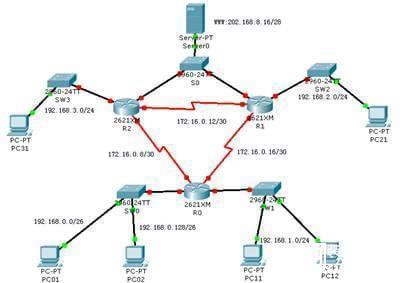 WWW:202.168.8.16/28
Server-PT
Server0
2960-24TT
S0
2960-24TT
SW3
2960-24TT
SW2
192.168.2.0/24
192.168.3.0/24
2621XM
R2
2621XM
R1
172.16.0.12/30
PC-PT
PC31
PC-PT
PC21
172.16.0.8/30
172.16.0.16/30
2960-24TT
SW0
2621XM
R0
2960-24TT
SW1
192.168.0.0/26
192.168.0.128/26
192.168.1.0/24
PC-PT
PC01
PC-PT
PC02
PC-PT
PC11
PC-PT
PC12